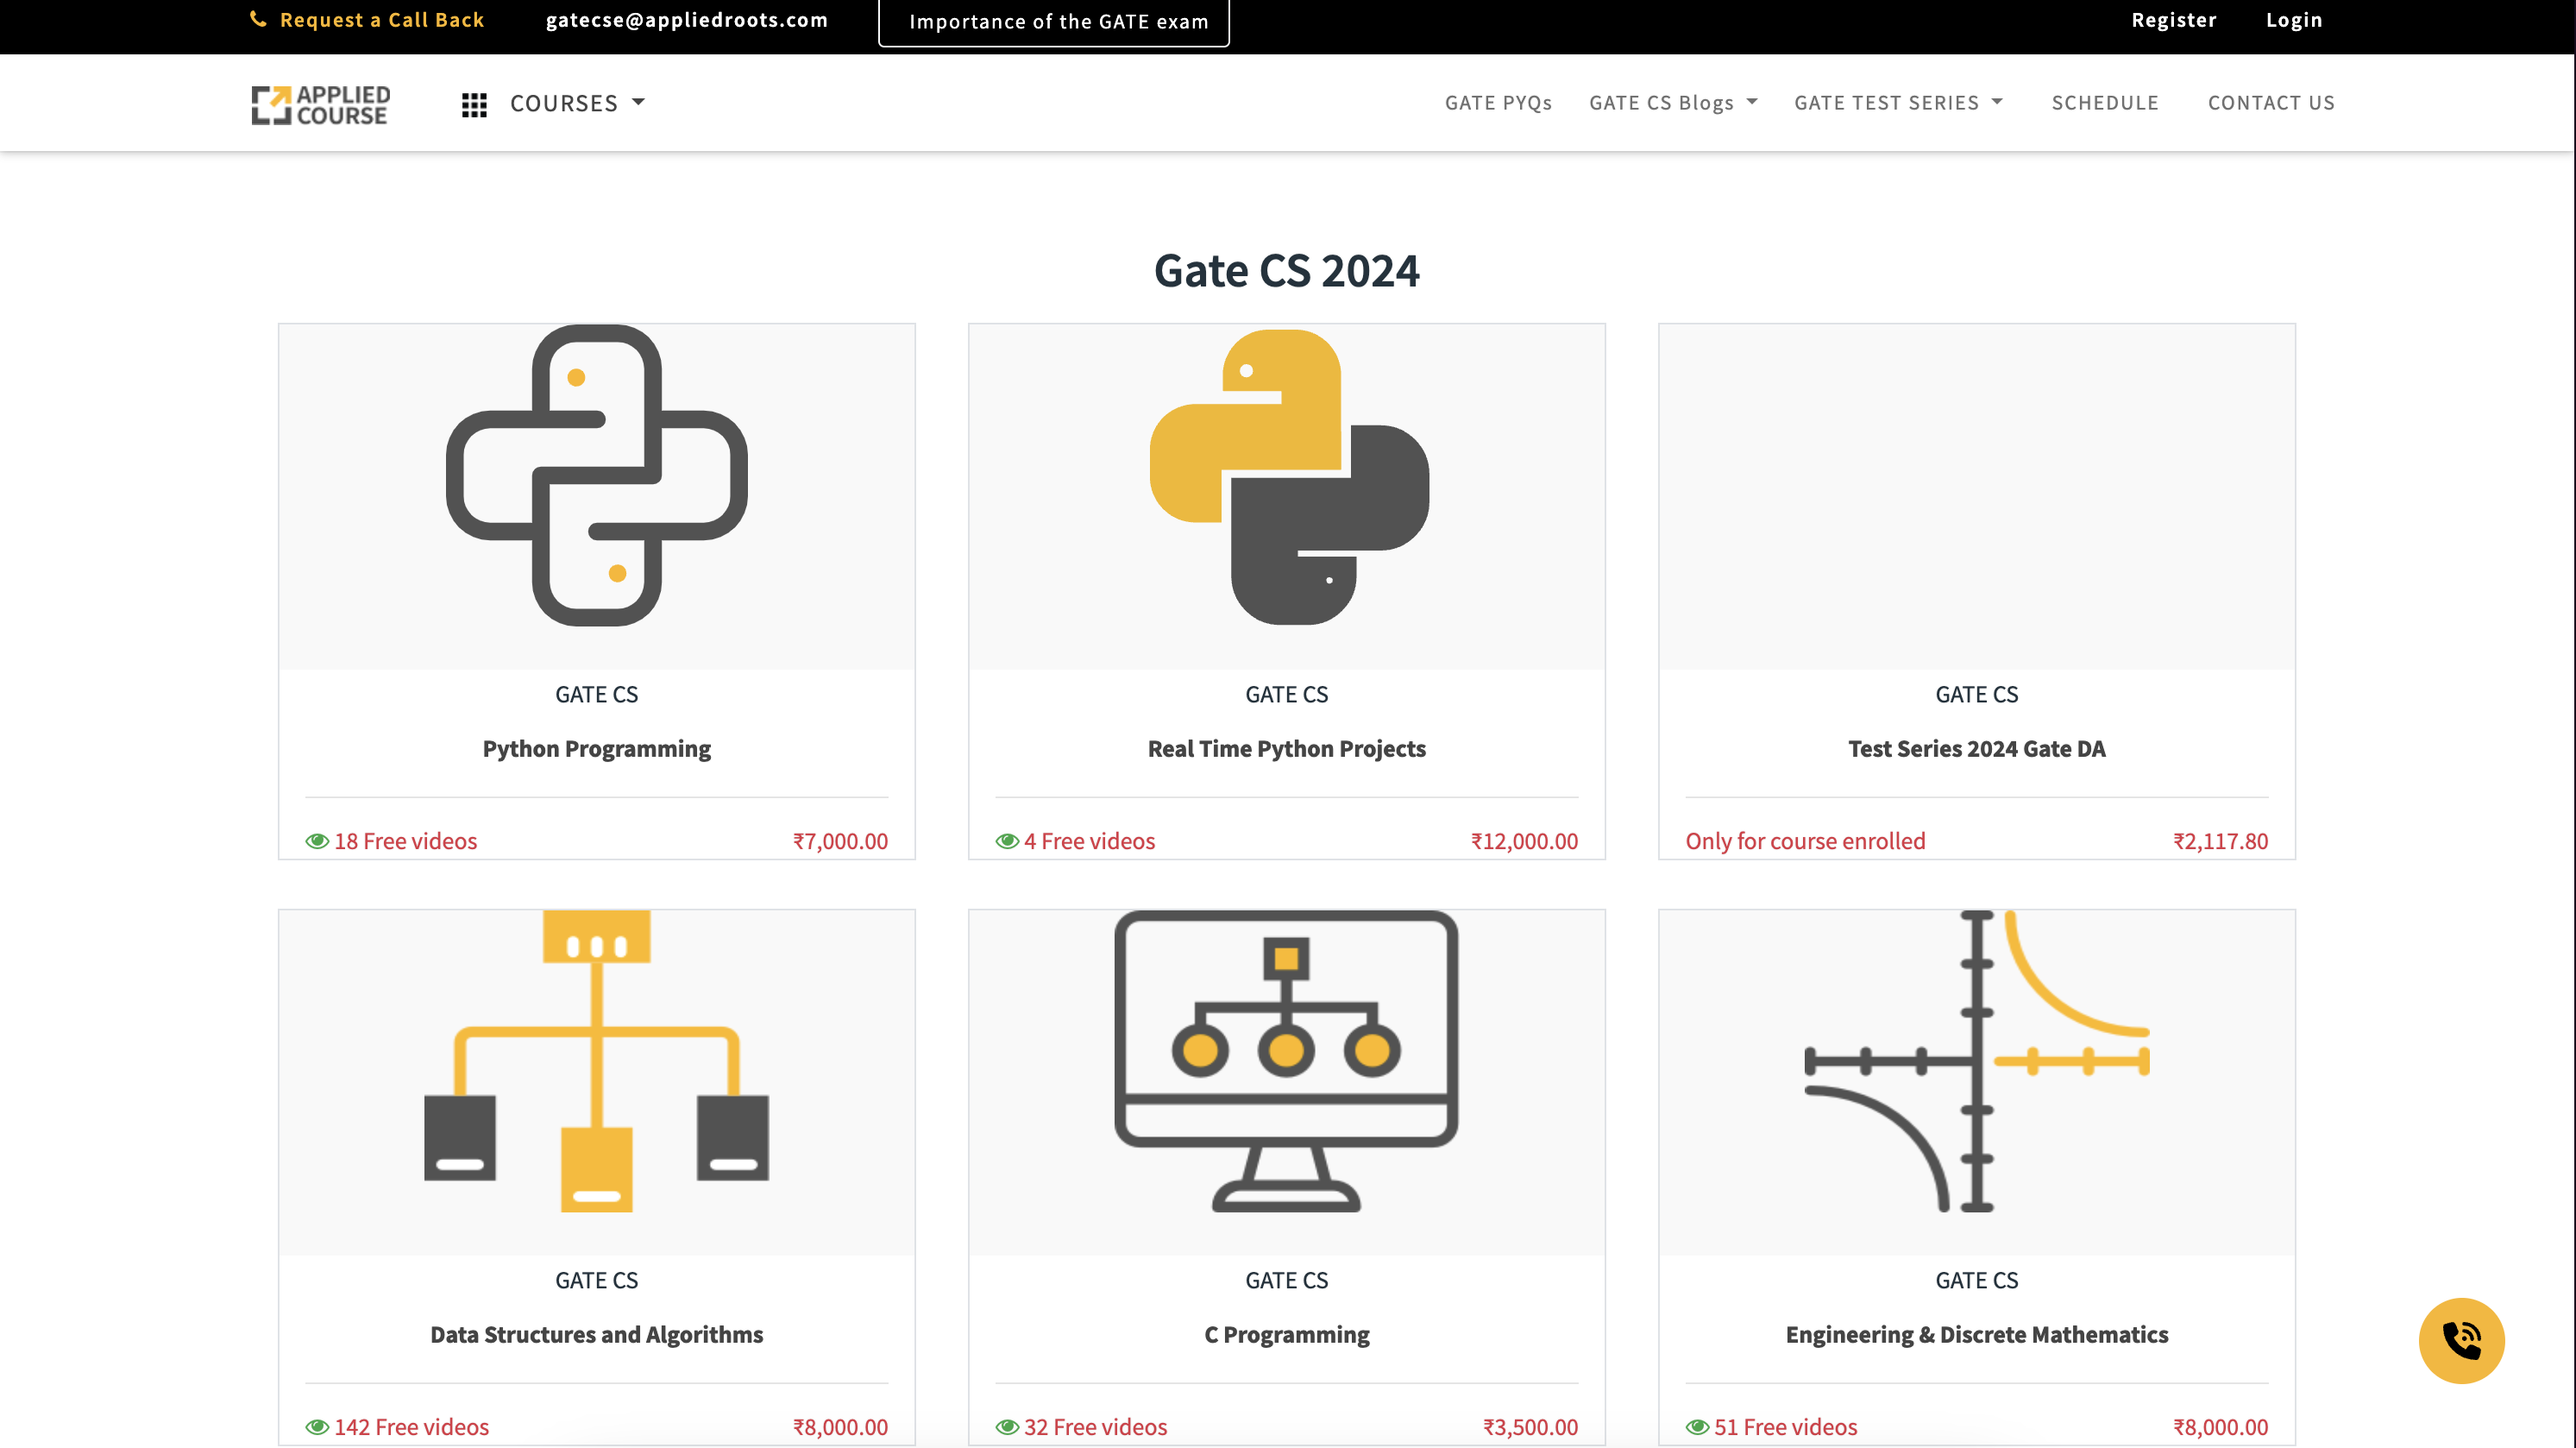 Request a Call Back
gatecse@appliedroots.com
Importance of the GATE exam
Register
Login
APPLIED
COURSE
COURSES
GATE PYQs
GATE CS Blogs
GATE TEST SERIES
SCHEDULE
CONTACT US
Gate CS 2024
GATE CS
Python Programming
18 Free videos
₹7,000.00
GATE CS
Real Time Python Projects
4 Free videos
₹12,000.00
GATE CS
Test Series 2024 Gate DA
Only for course enrolled
₹2,117.80
GATE CS
Data Structures and Algorithms
142 Free videos
₹8,000.00
GATE CS
C Programming
32 Free videos
₹3,500.00
GATE CS
Engineering & Discrete Mathematics
51 Free videos
₹8,000.00